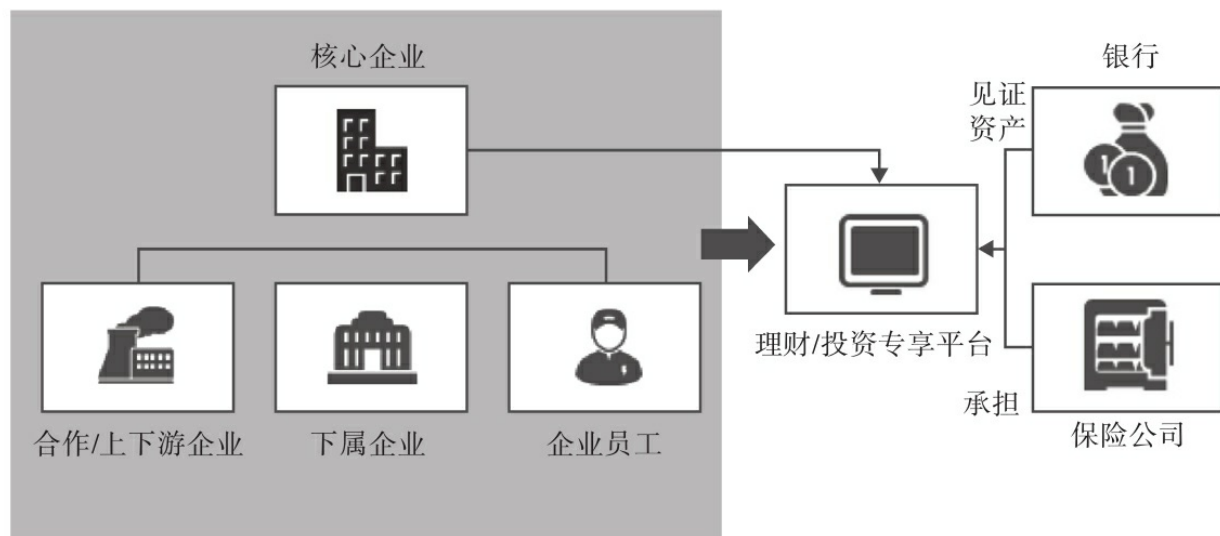 核心企业
银行
见证
资产
1
1
理财/投资专享平台
承担
合作/上下游企业
下属企业
企业员工
保险公司